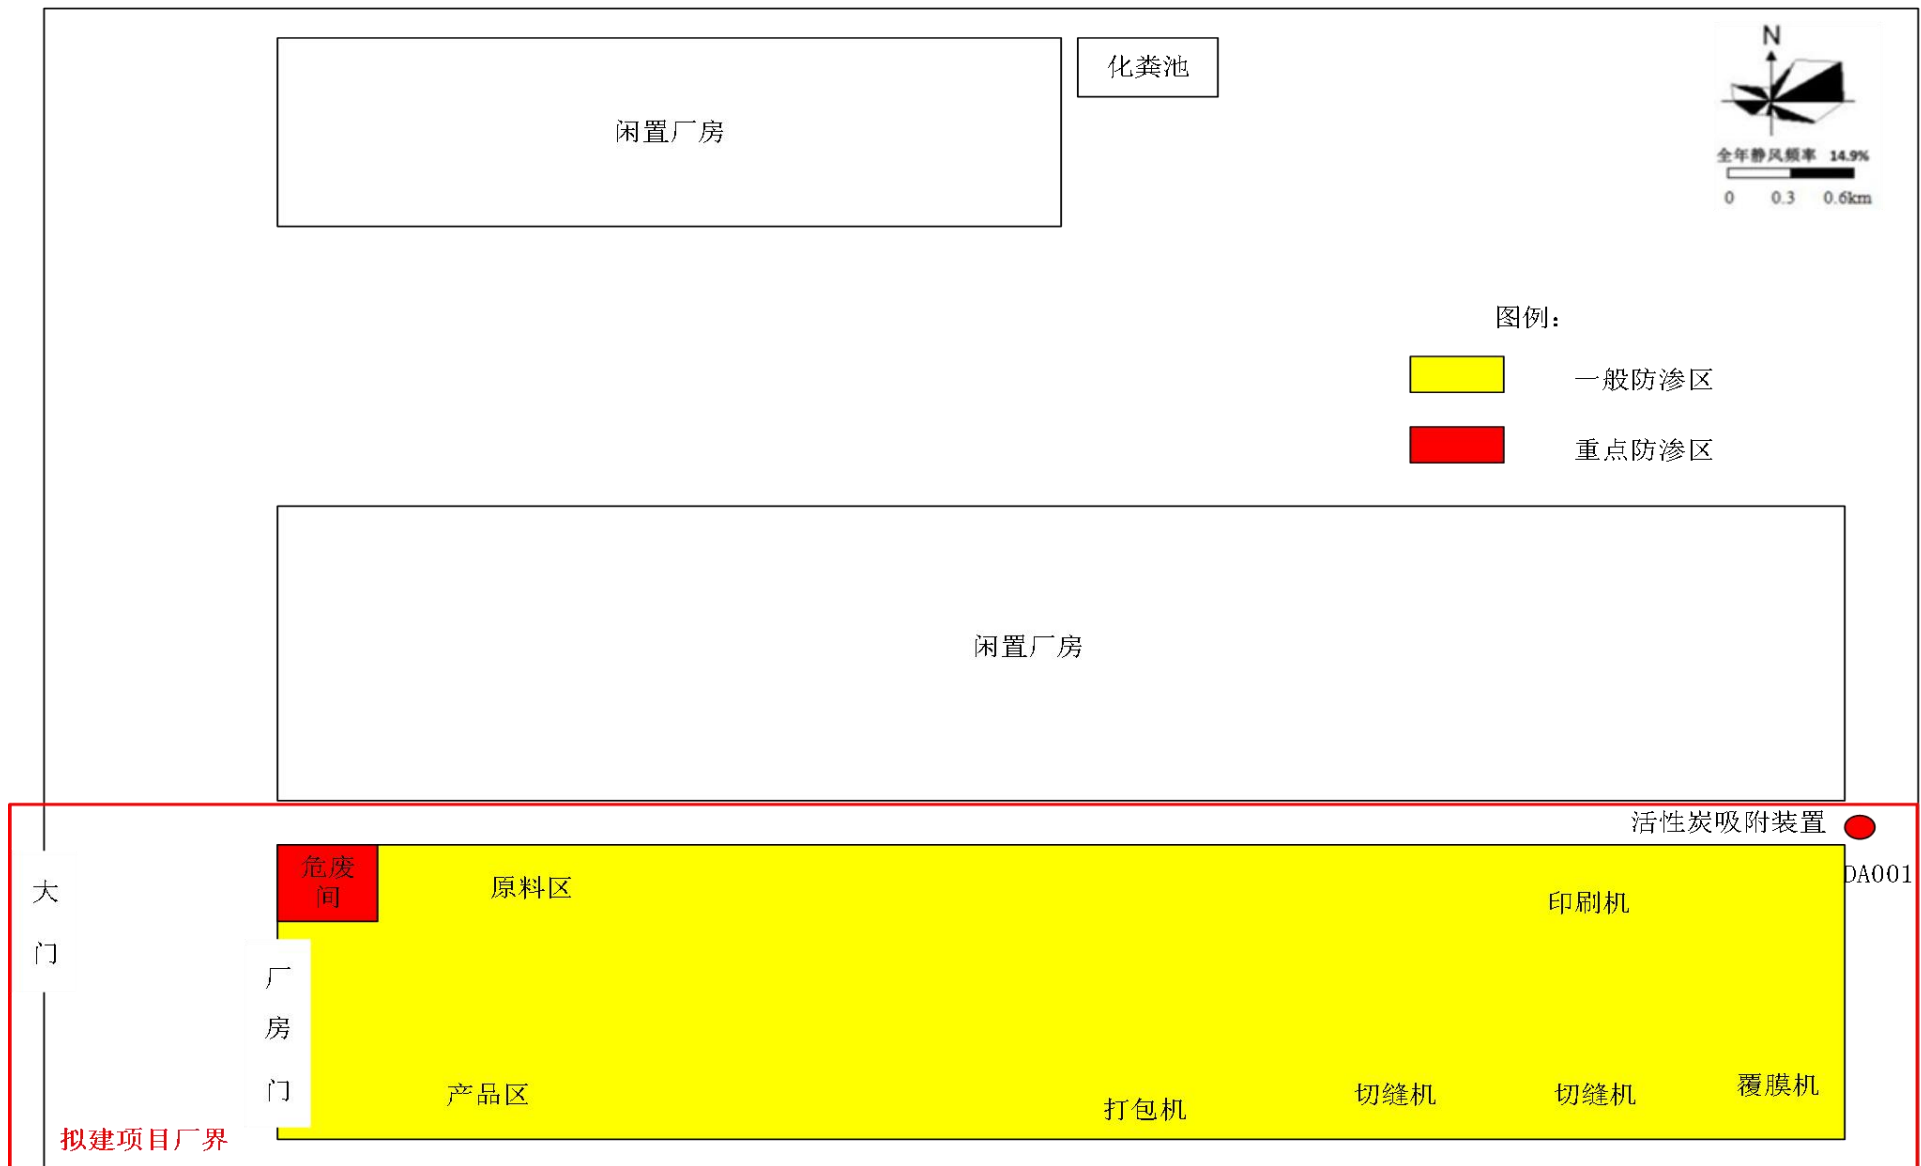 化粪池
N
闲置厂房
全年静风频率 14.9%
0 0.3 0.6km
图例：
一般防渗区
重点防渗区
闲置厂房
活性炭吸附装置
DA001
危废
间
原料区
印刷机
大
门
厂
房
门
产品区
打包机
切缝机
切缝机
覆膜机
拟建项目厂界